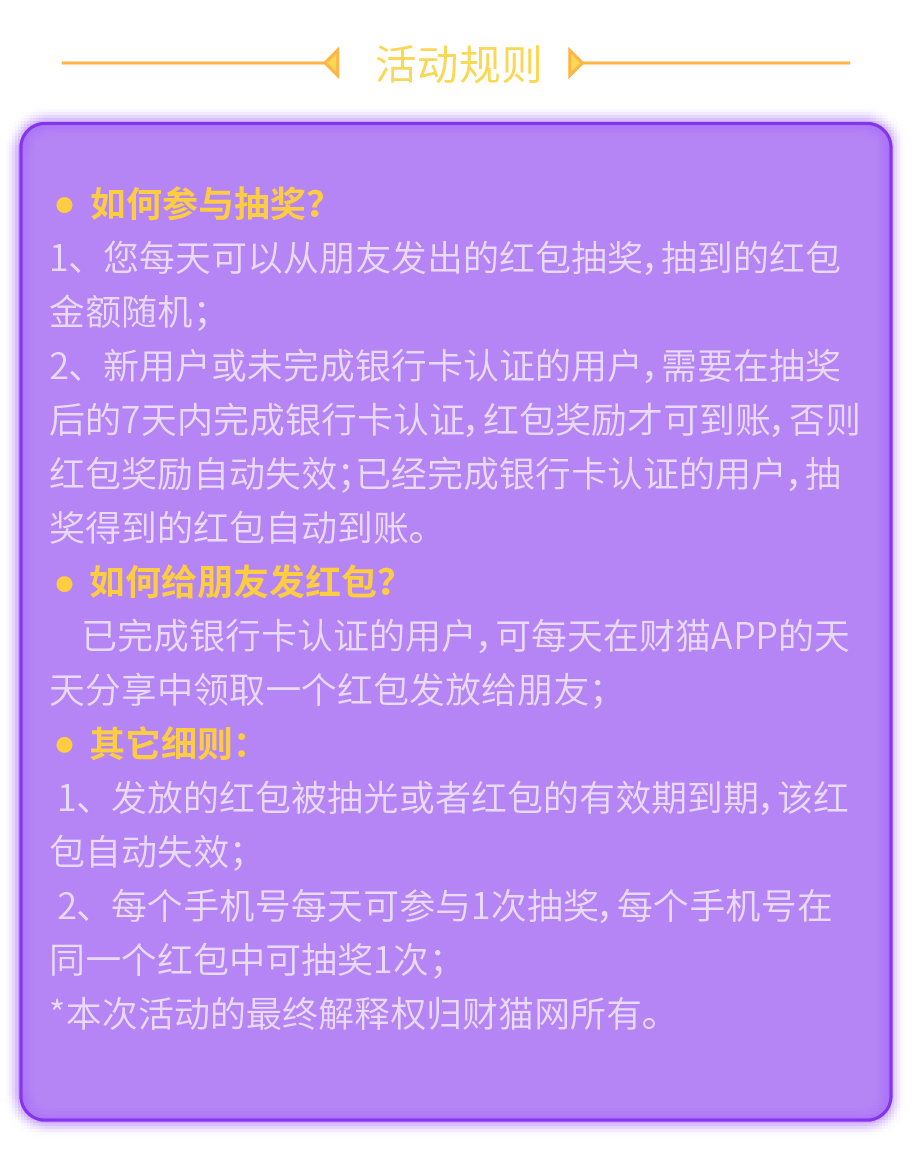 活动规则
● 如何参与抽奖？
1、您每天可以从朋友发出的红包抽奖，抽到的红包
金额随机；
2、新用户或未完成银行卡认证的用户，需要在抽奖
后的7天内完成银行卡认证，红包奖励才可到账，否则
红包奖励自动失效；已经完成银行卡认证的用户，抽
奖得到的红包自动到账。
● 如何给朋友发红包？
已完成银行卡认证的用户，可每天在财猫APP的天
天分享中领取一个红包发放给朋友；
● 其它细则：
1、发放的红包被抽光或者红包的有效期到期，该红
包自动失效；
2、每个手机号每天可参与1次抽奖，每个手机号在
同一个红包中可抽奖1次；
*本次活动的最终解释权归财猫网所有。